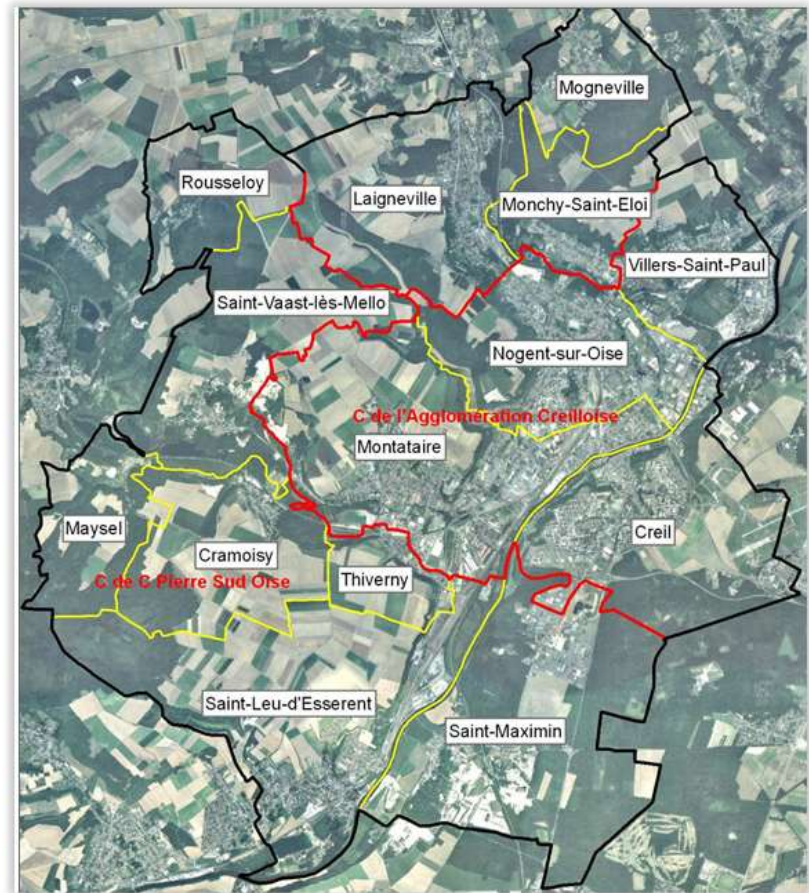 Mogneville
Rousseloy
Laigneville
Monchy-Saint-Eloi
Villers-Saint-Paul
Saint-Vaast-lès-Mello
Nogent-sur-Oise
C de l'Agglomération Creilloise
Montataire
Maysel
Cramoisy
Creil
C de C Pierre Sud Oise
Thiverny
Saint-Leu-d'Esserent
Saint-Maximin